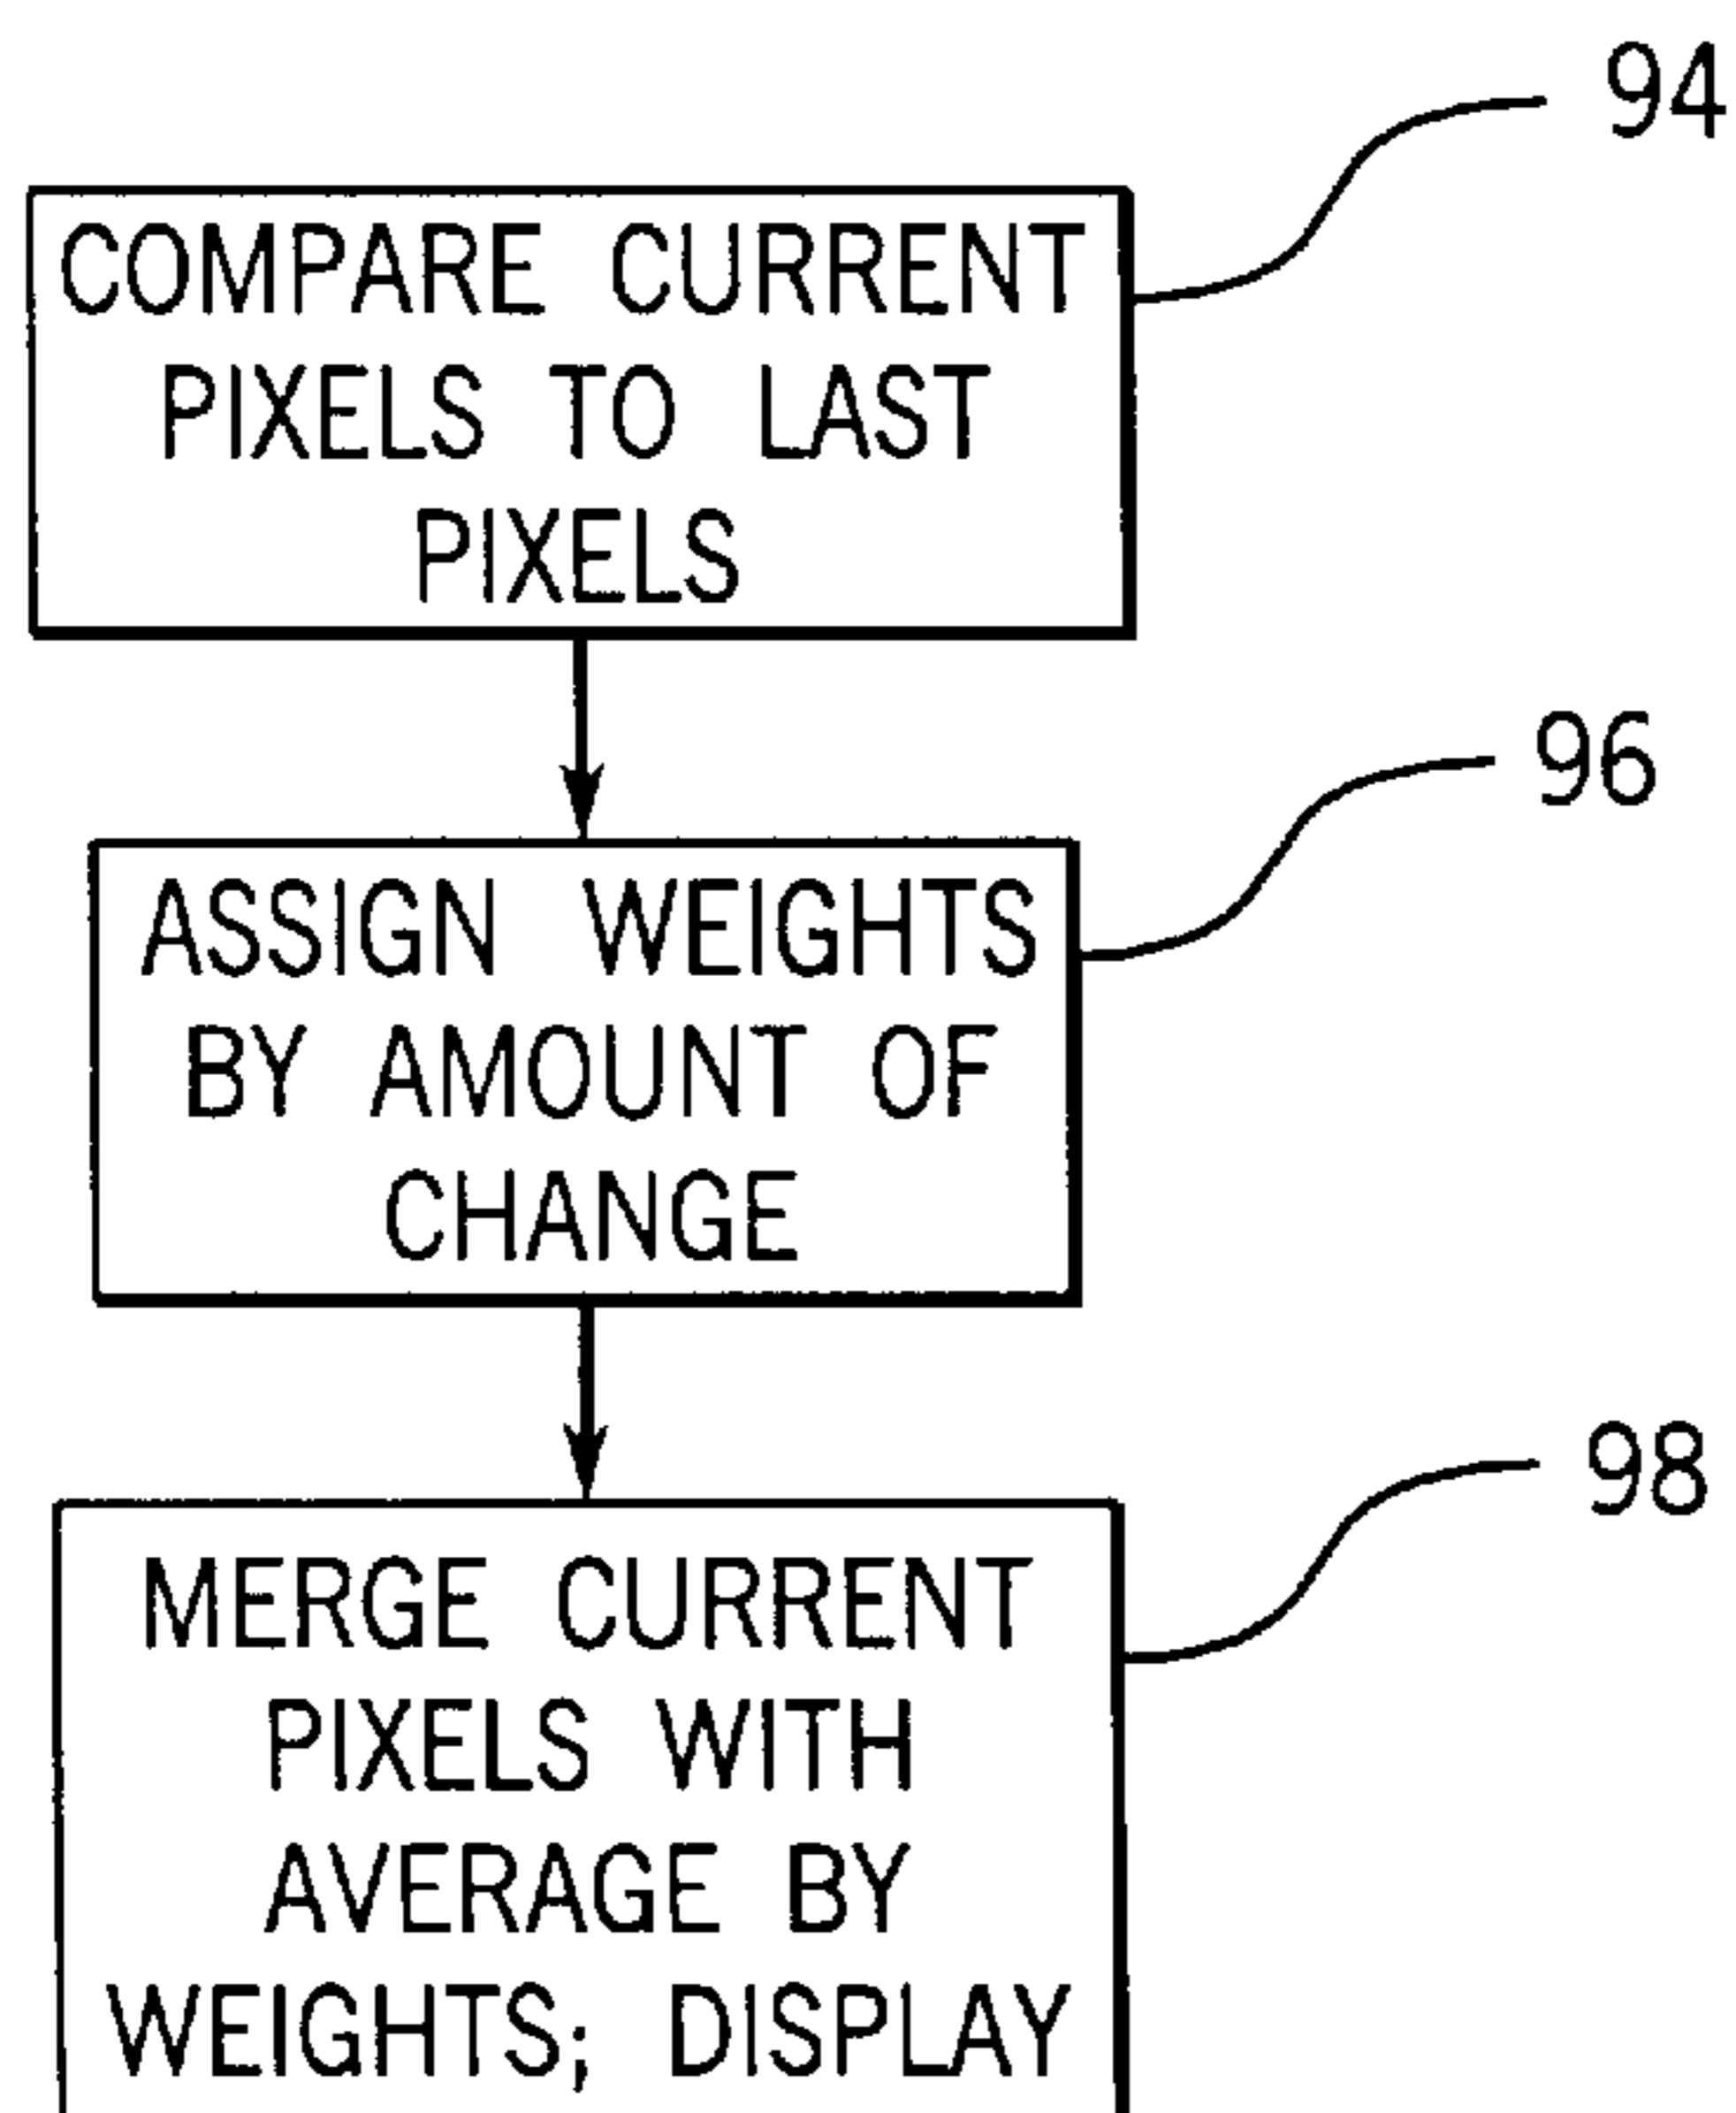 94
COMPARE CURRENT
PIXELS TO LAST
PIXELS
96
ASSIGN WEIGHTS
BY AMOUNT OF
CHANGE
98
MERGE CURRENT
PIXELS WITH
AVERAGE BY
WEIGHTS; DISPLAY